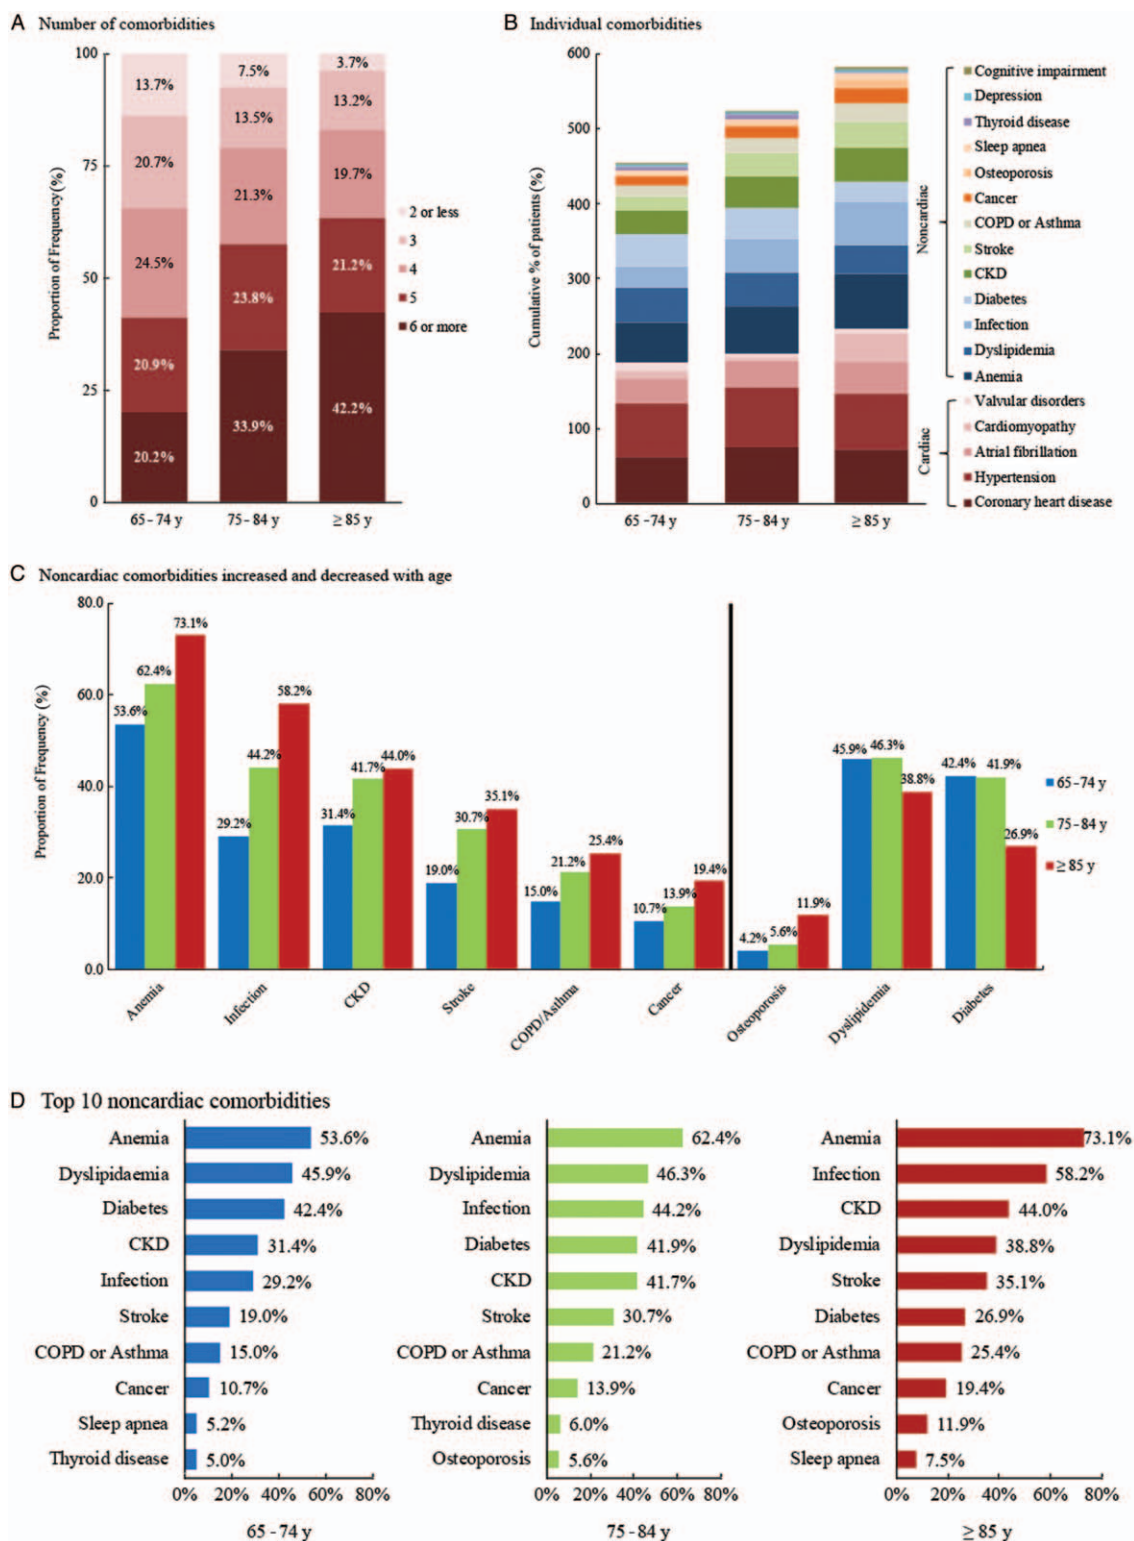 A Number of comorbidities
Proportion of Frequency (%)
100
75
50
25
0
13.7%
20.7%
24.5%
20.9%
20.2%
7.5%
13.5%
21.3%
23.8%
33.9%
3.7%
13.2%
19.7%
21.2%
42.2%
65 - 74 y
75 - 84 y
≥ 85 y
2 or less
3
4
5
6 or more
B Individual comorbidities
Cumulative % of patients (%)
600
500
400
300
200
100
0
65 - 74 y
75 - 84 y
≥ 85 y
Noncardiac
Cognitive impairment
Depression
Thyroid disease
Sleep apnea
Osteoporosis
Cancer
COPD or Asthma
Stroke
CKD
Diabetes
Infection
Dyslipidemia
Anemia
Cardiac
Valvular disorders
Cardiomyopathy
Atrial fibrillation
Hypertension
Coronary heart disease
C Noncardiac comorbidities increased and decreased with age
Proportion of Frequency (%)
80.0
60.0
40.0
20.0
0.0
53.6% 62.4% 73.1%
29.2% 44.2% 58.2%
31.4% 41.7% 44.0%
19.0% 30.7% 35.1%
15.0% 21.2% 25.4%
10.7% 13.9% 19.4%
4.2% 5.6% 11.9%
45.9% 46.3% 38.8%
42.4% 41.9% 26.9%
Anemia
Infection
CKD
Stroke
COPD/Asthma
Cancer
Osteoporosis
Dyslipidemia
Diabetes
65 - 74 y
75 - 84 y
≥ 85 y
D Top 10 noncardiac comorbidities
Anemia 53.6%
Dyslipidaemia 45.9%
Diabetes 42.4%
CKD 31.4%
Infection 29.2%
Stroke 19.0%
COPD or Asthma 15.0%
Cancer 10.7%
Sleep apnea 5.2%
Thyroid disease 5.0%
0% 20% 40% 60% 80%
65 - 74 y
Anemia 62.4%
Dyslipidemia 46.3%
Infection 44.2%
Diabetes 41.9%
CKD 41.7%
Stroke 30.7%
COPD or Asthma 21.2%
Cancer 13.9%
Thyroid disease 6.0%
Osteoporosis 5.6%
0% 20% 40% 60% 80%
75 - 84 y
Anemia 73.1%
Infection 58.2%
CKD 44.0%
Dyslipidemia 38.8%
Stroke 35.1%
Diabetes 26.9%
COPD or Asthma 25.4%
Cancer 19.4%
Osteoporosis 11.9%
Sleep apnea 7.5%
0% 20% 40% 60% 80%
≥ 85 y